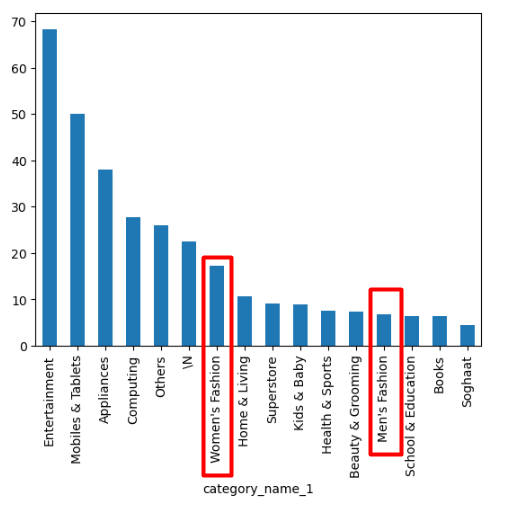 70
60
50
40
30
20
10
0
Entertainment
Mobiles & Tablets
Appliances
Computing
Others
\N
Women's Fashion
Home & Living
Superstore
Kids & Baby
Health & Sports
Beauty & Grooming
Men's Fashion
School & Education
Books
Soghaat
category_name_1